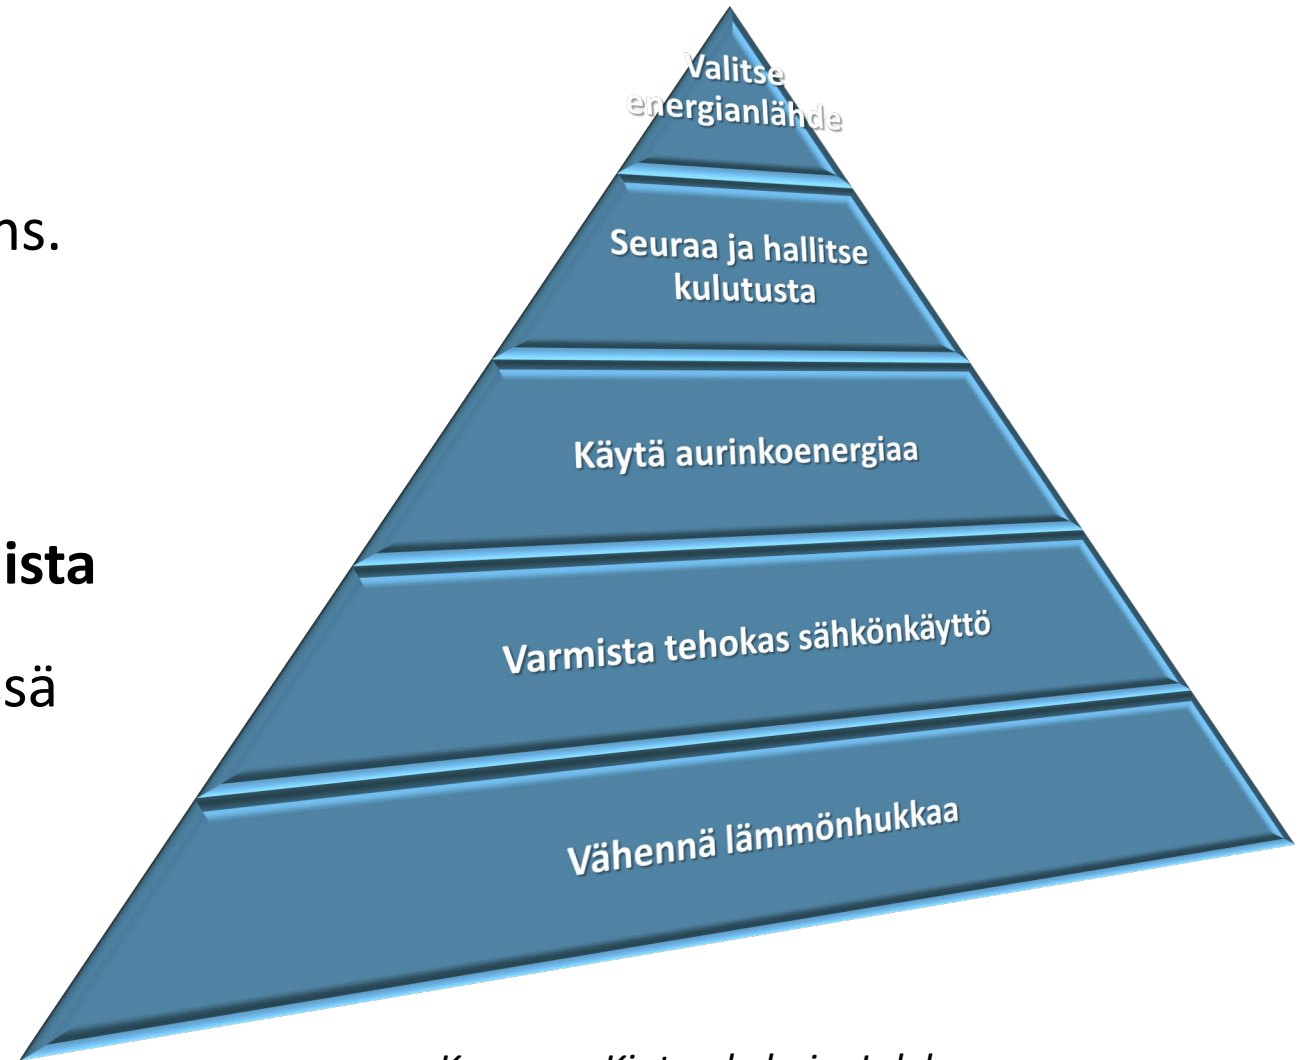 Valitse
energianlähde
ns.
Seuraa ja hallitse
kulutusta
Käytä aurinkoenergiaa
ista
Varmista tehokas sähkönkäyttö
sä
Vähennä lämmönhukkaa